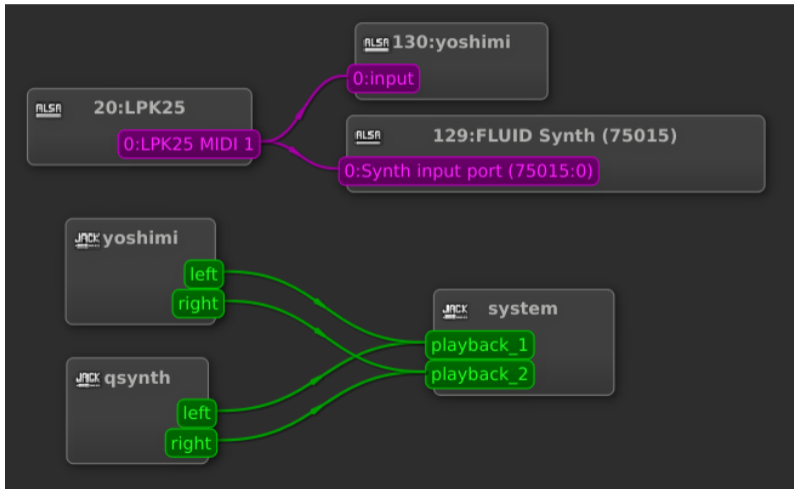 ALSA 130:yoshimi
0:input
ALSA 20:LPK25
0:LPK25 MIDI 1
ALSA 129:FLUID Synth (75015)
0:Synth input port (75015:0)
JACK yoshimi
left
right
JACK system
playback_1
playback_2
JACK qsynth
left
right